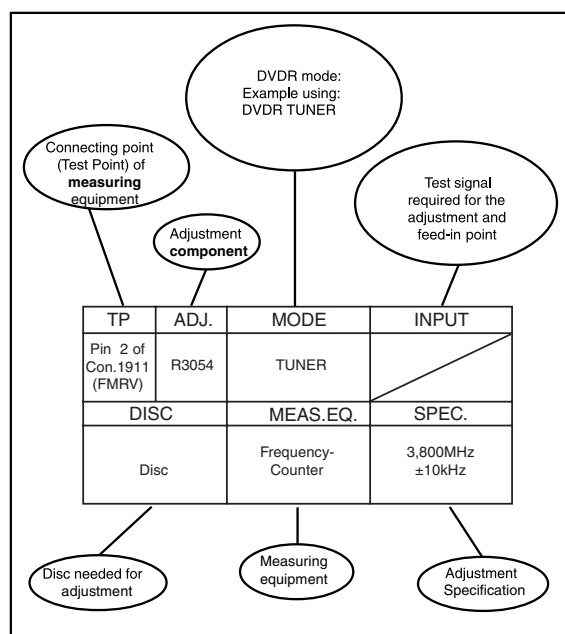 DVDR mode:
Example using:
DVDR TUNER
Connecting point
(Test Point) of
measuring
equipment
Adjustment
component
Test signal
required for the
adjustment and
feed-in point
TP ADJ. MODE INPUT
Pin 2 of
Con.1911
(FMRV)
R3054
TUNER
DISC MEAS.EQ. SPEC.
Disc
Frequency-
Counter
3,800MHz
±10kHz
Disc needed for
adjustment
Measuring
equipment
Adjustment
Specification